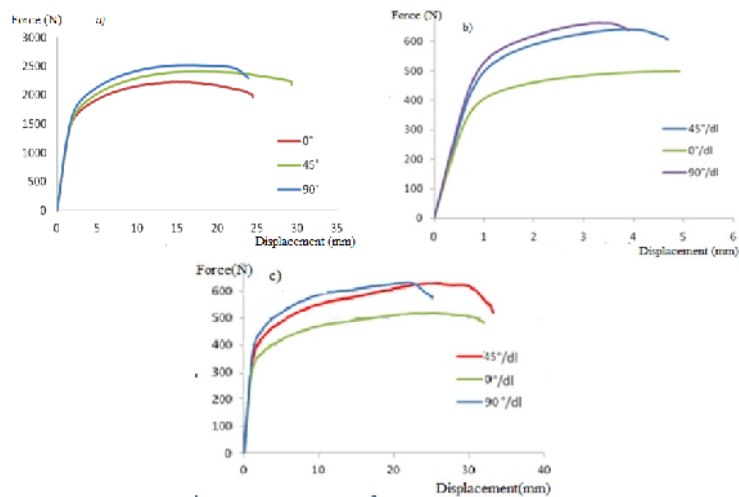 Force (N)
a)
3000
2500
2000
1500
1000
500
0
0 5 10 15 20 25 30 35
Displacement (mm)
0°
45°
90°
Force (N)
b)
600
500
400
300
200
100
0
0 1 2 3 4 5 6
Displacement (mm)
45°/dl
0°/dl
90°/dl
Force(N)
c)
600
500
400
300
200
100
0
0 10 20 30 40
Displacement(mm)
45°/dl
0°/dl
90°/dl